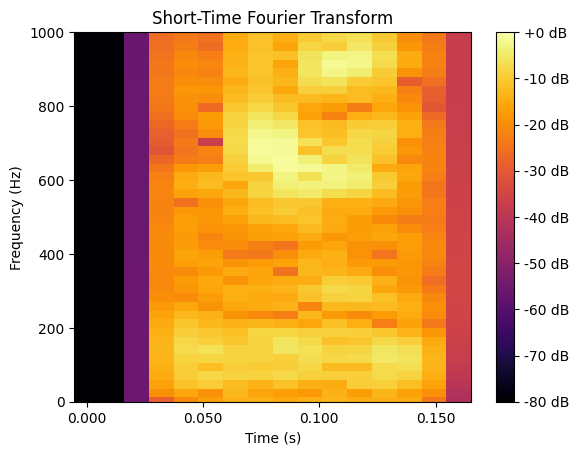 Short-Time Fourier Transform
Frequency (Hz)
1000
800
600
400
200
0
0.000
0.050
0.100
0.150
Time (s)
+0 dB
-10 dB
-20 dB
-30 dB
-40 dB
-50 dB
-60 dB
-70 dB
-80 dB